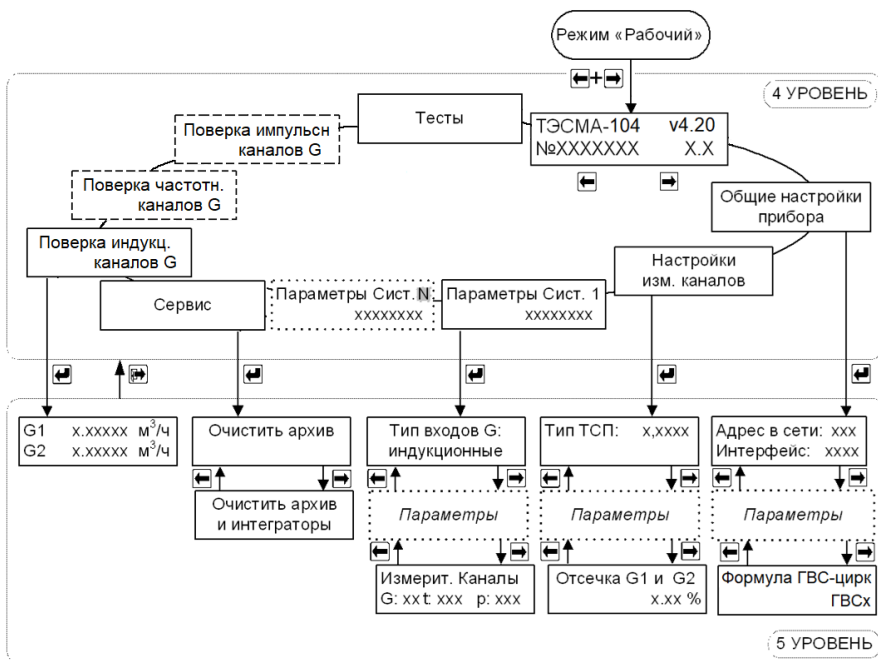 Режим «Рабочий»
+
4 УРОВЕНЬ
Тесты
ТЭСМА-104 v4.20
№XXXXXXX X.X
Поверка импульсн
каналов G
Поверка частотн.
каналов G
Общие настройки
прибора
Поверка индукц.
каналов G
Настройки
изм. каналов
Сервис
Параметры Сист. N
xxxxxxxx
Параметры Сист. 1
xxxxxxxx
G1 x.xxxxx м³/ч
G2 x.xxxxx м³/ч
Очистить архив
Тип входов G:
индукционные
Тип ТСП: x,xxxx
Адрес в сети: xxx
Интерфейс: xxxx
Очистить архив
и интеграторы
Параметры
Параметры
Параметры
Измерит. Каналы
G: xx t: xxx p: xxx
Отсечка G1 и G2
x.xx %
Формула ГВС-цирк
ГВСх
5 УРОВЕНЬ